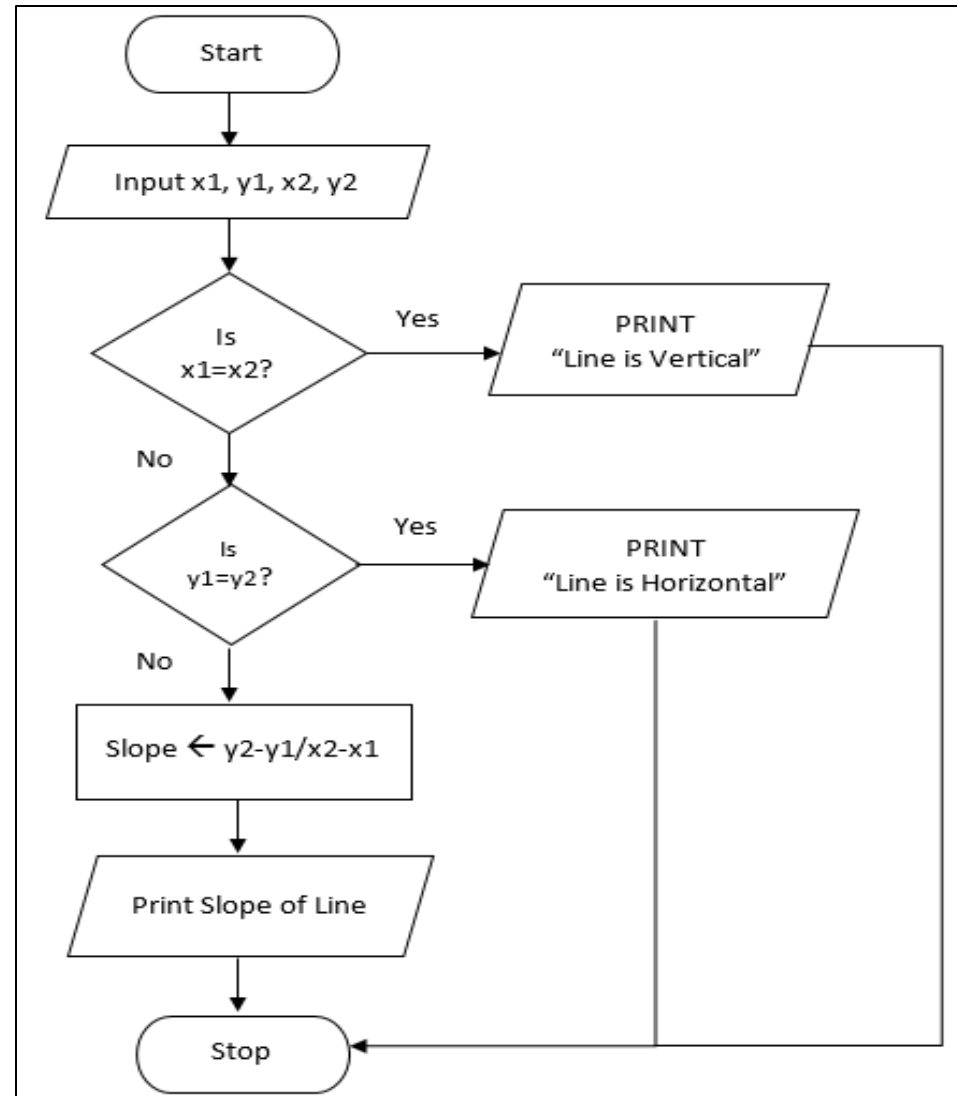 Start
Input x1, y1, x2, y2
Is
x1=x2?
Yes
PRINT
“Line is Vertical”
No
Is
y1=y2?
Yes
PRINT
“Line is Horizontal”
No
Slope ← y2-y1/x2-x1
Print Slope of Line
Stop